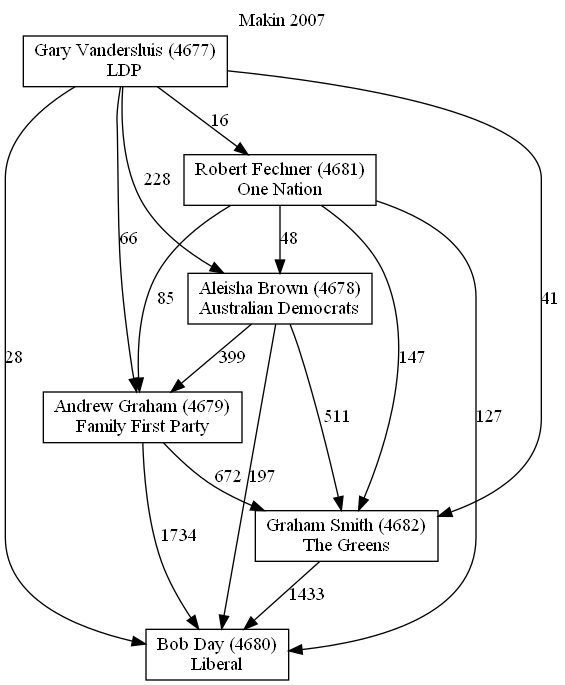 Makin 2007
Gary Vandersluis (4677)
LDP
16
Robert Fechner (4681)
One Nation
228
66
48
Aleisha Brown (4678)
Australian Democrats
85
41
28
399
147
Andrew Graham (4679)
Family First Party
511
127
672
197
Graham Smith (4682)
The Greens
1734
1433
Bob Day (4680)
Liberal